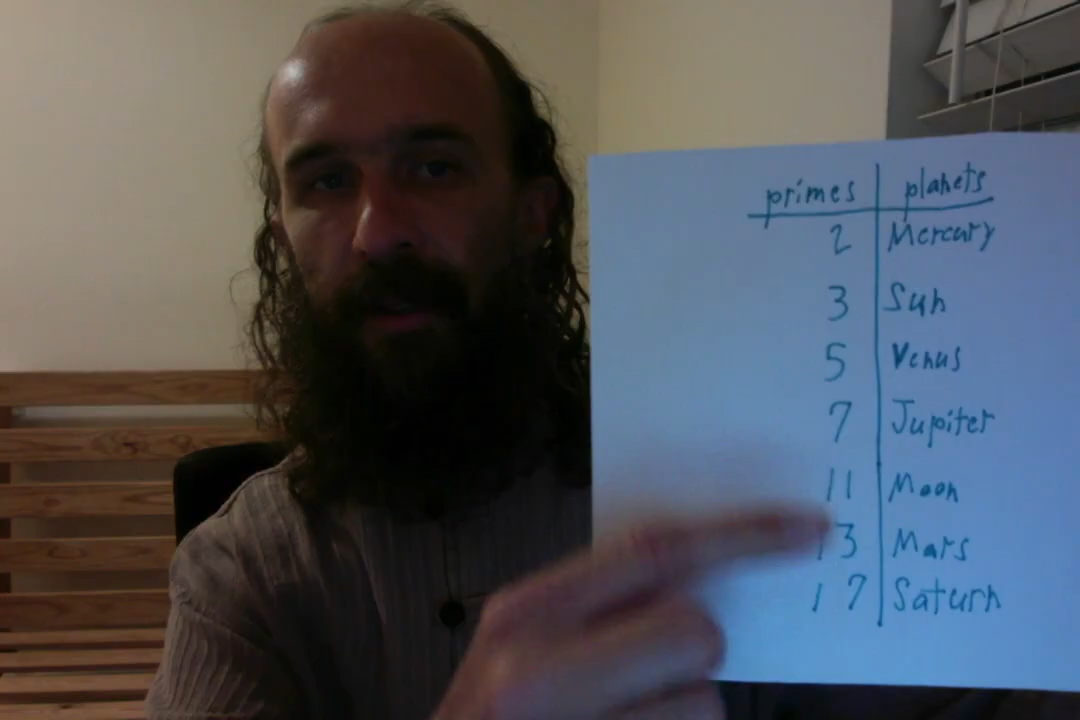 primes planets
2 Mercury
3 Sun
5 Venus
7 Jupiter
11 Moon
13 Mars
17 Saturn